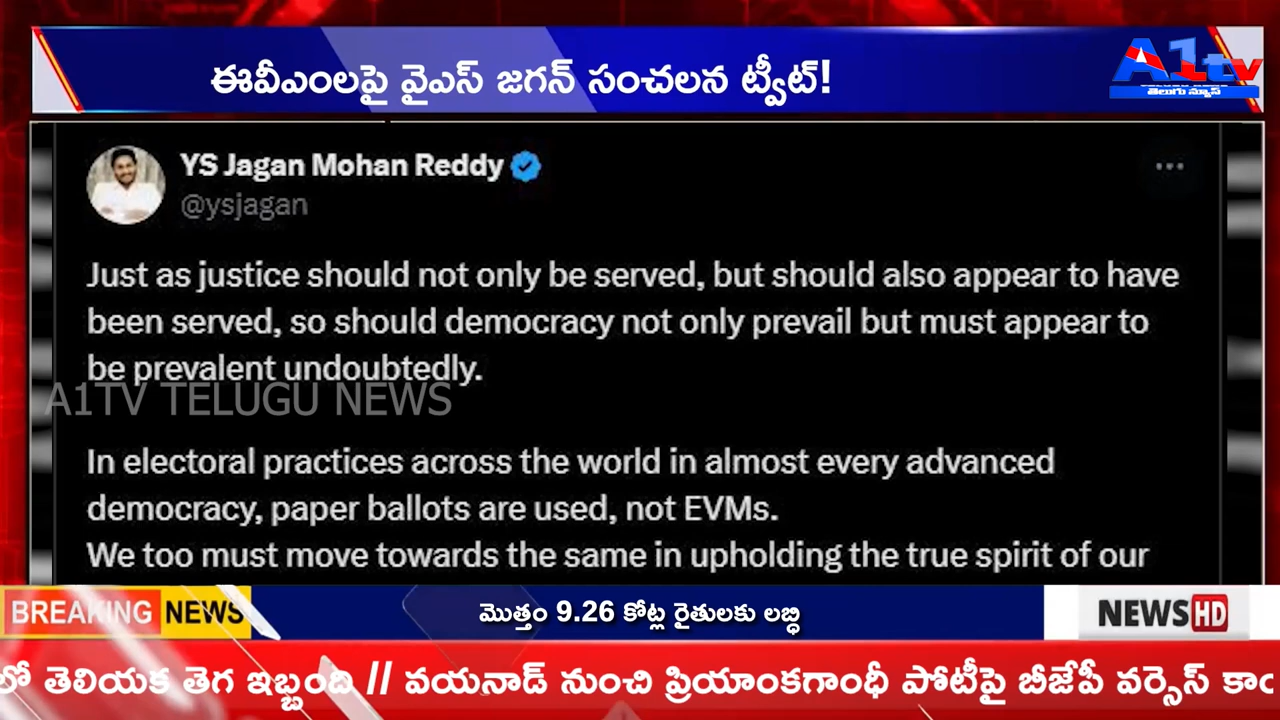 ఈవీఎంలపై వైఎస్ జగన్ సంచలన ట్వీట్!
A1tv
తెలుగు న్యూస్
YS Jagan Mohan Reddy
@ysjagan
Just as justice should not only be served, but should also appear to have
been served, so should democracy not only prevail but must appear to
be prevalent undoubtedly.
A1TV TELUGU NEWS
In electoral practices across the world in almost every advanced
democracy, paper ballots are used, not EVMs.
We too must move towards the same in upholding the true spirit of our
BREAKING NEWS
మొత్తం 9.26 కోట్ల రైతులకు లబ్ధి
NEWS HD
లో తెలియక తెగ ఇబ్బంది // వయనాడ్ నుంచి ప్రియాంకగాంధీ పోటీపై బీజేపీ వర్సెస్